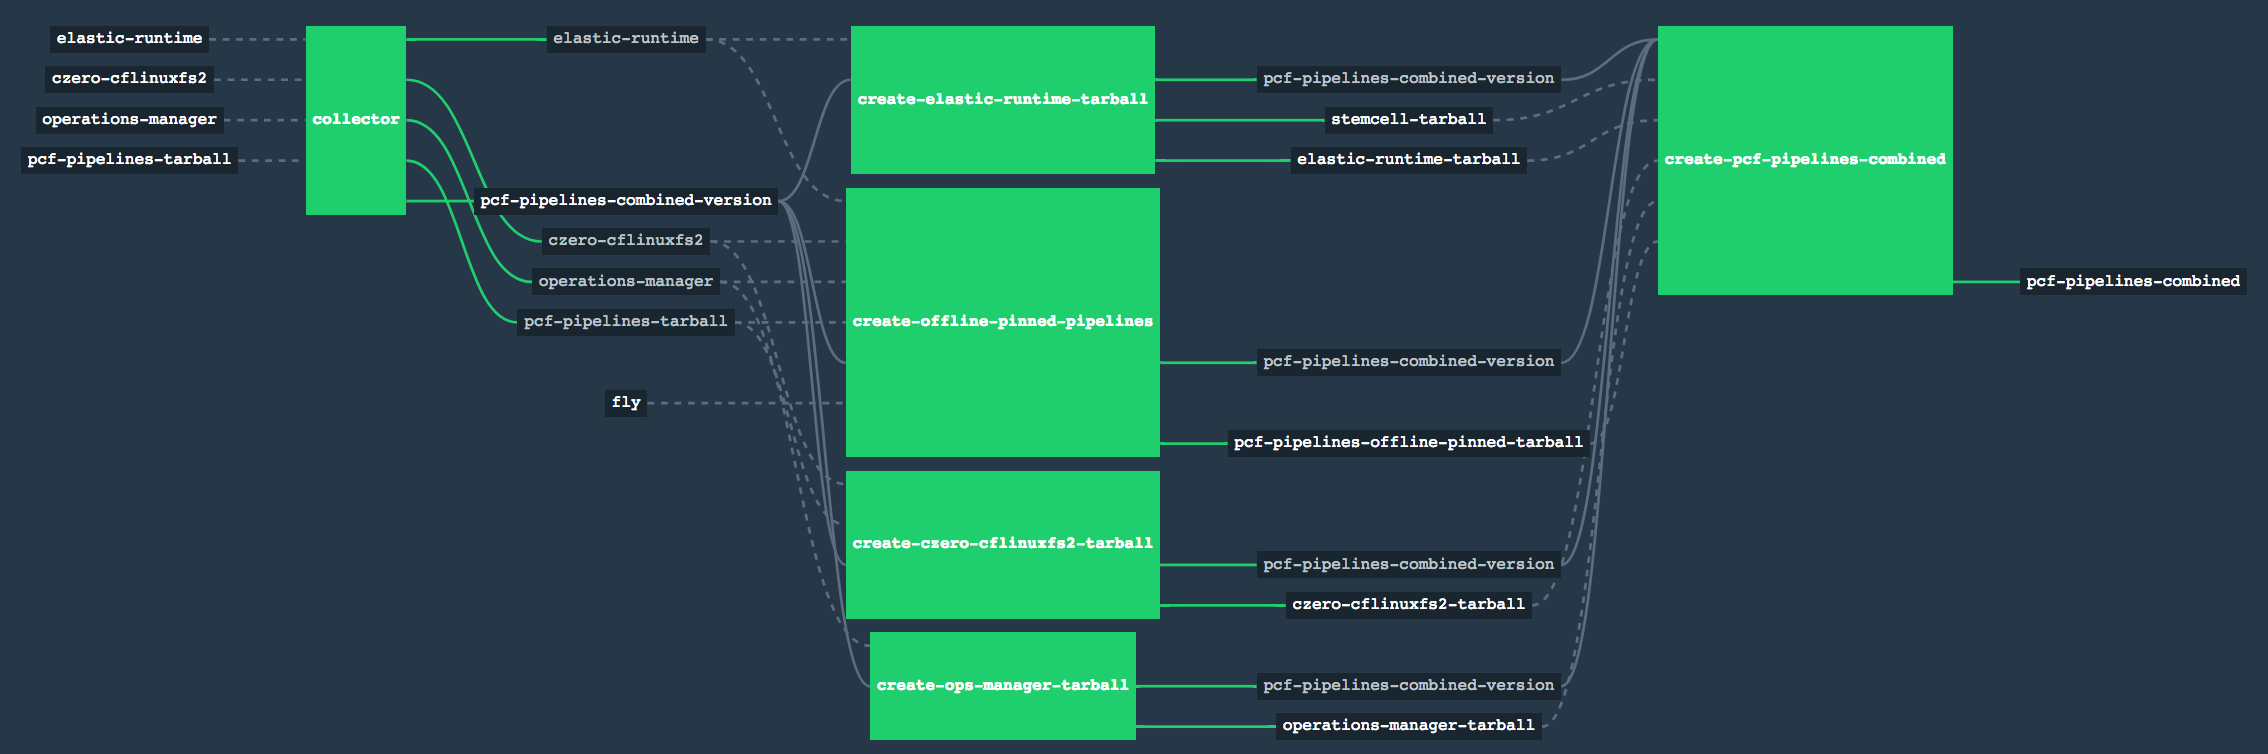 elastic-runtime
czero-cflinuxfs2
operations-manager
pcf-pipelines-tarball
collector
elastic-runtime
pcf-pipelines-combined-version
czero-cflinuxfs2
operations-manager
pcf-pipelines-tarball
fly
create-elastic-runtime-tarball
create-offline-pinned-pipelines
create-czero-cflinuxfs2-tarball
create-ops-manager-tarball
pcf-pipelines-combined-version
stemcell-tarball
elastic-runtime-tarball
pcf-pipelines-combined-version
pcf-pipelines-offline-pinned-tarball
pcf-pipelines-combined-version
czero-cflinuxfs2-tarball
pcf-pipelines-combined-version
operations-manager-tarball
create-pcf-pipelines-combined
pcf-pipelines-combined